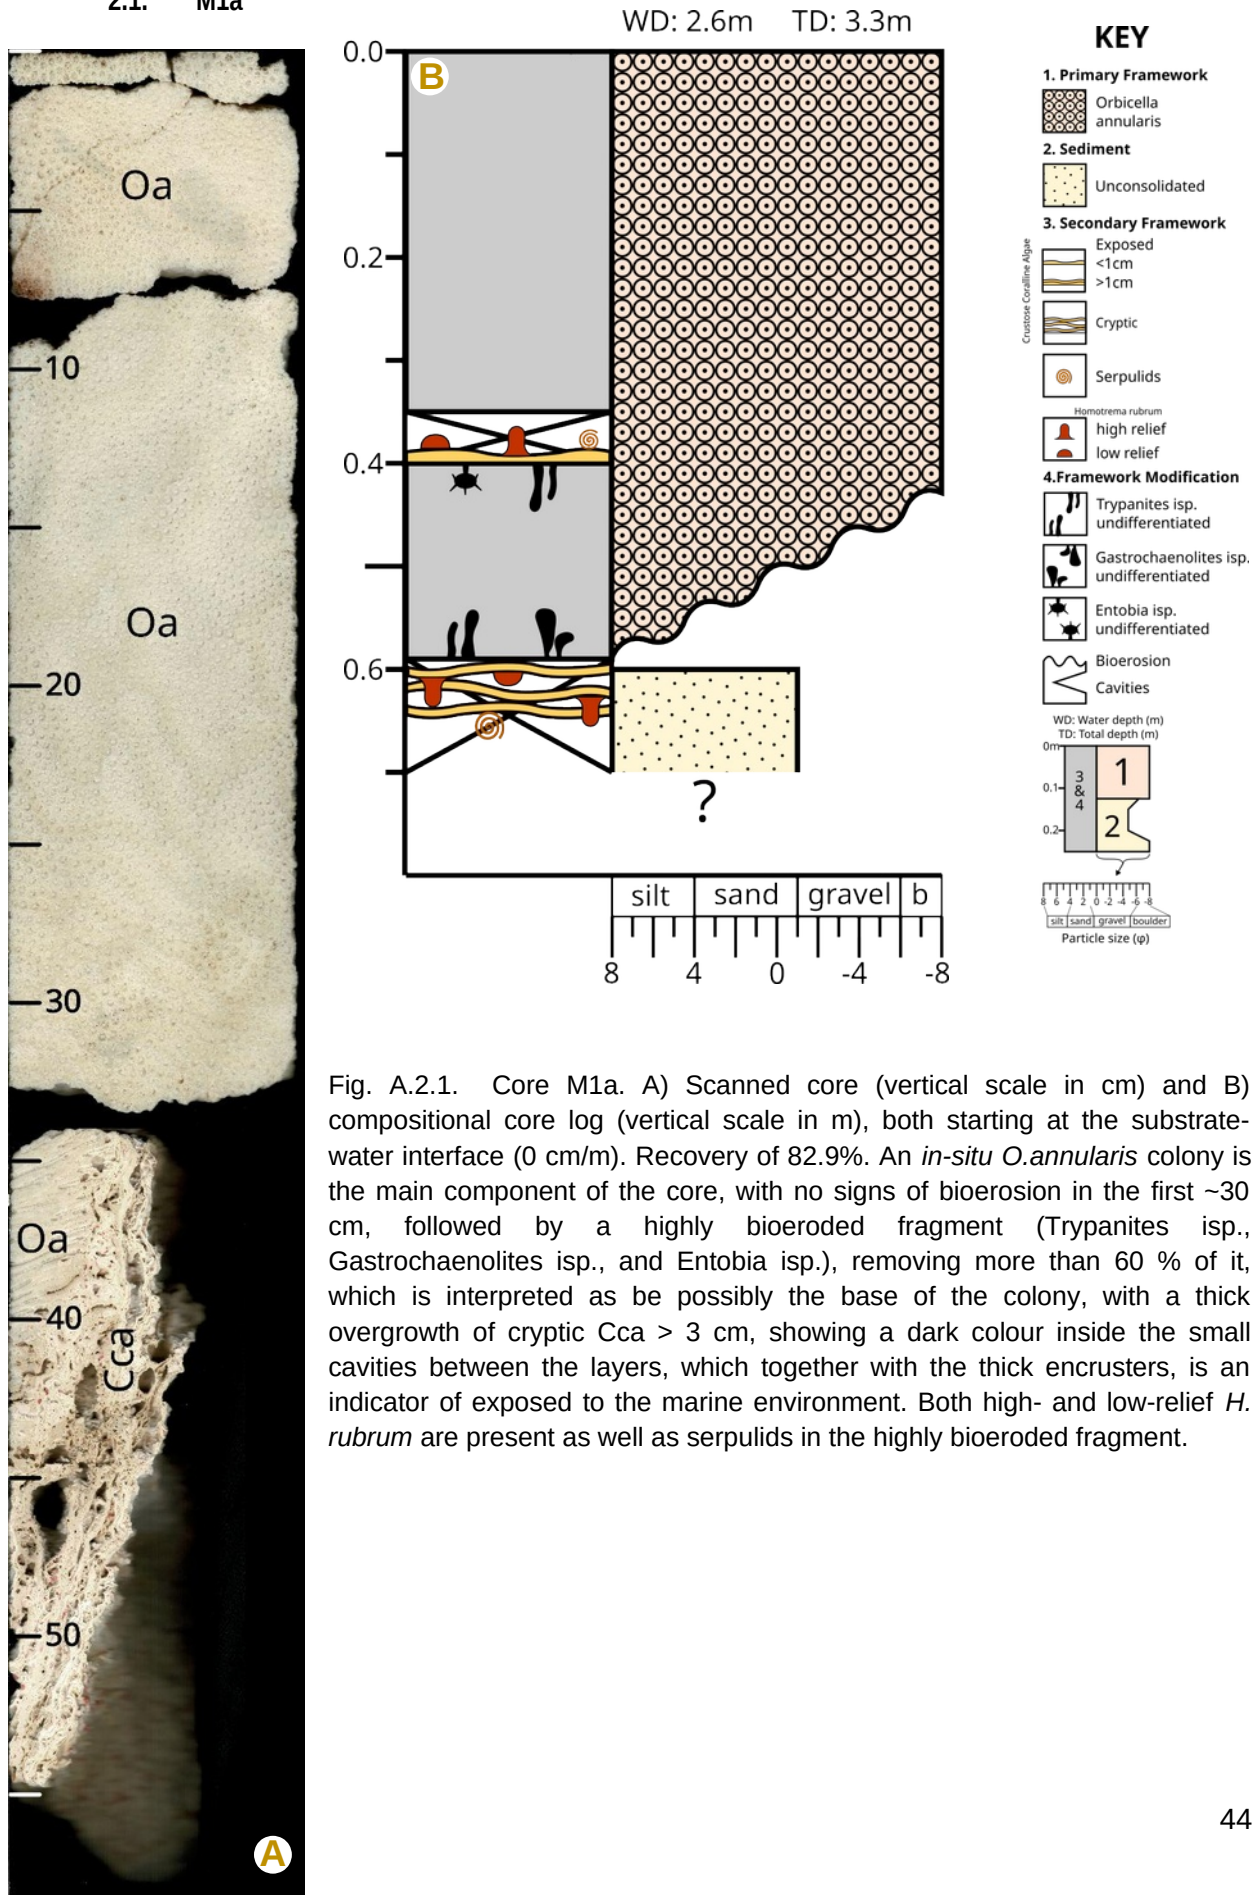 2.1. M1a
Oa
10
Oa
20
30
Oa
40
Cca
50
A
WD: 2.6m TD: 3.3m
B
0.0
0.2
0.4
0.6
?
silt sand gravel b
8 4 0 -4 -8
KEY
1. Primary Framework
Orbicella
annularis
2. Sediment
Unconsolidated
3. Secondary Framework
Crustose Coralline Algae
Exposed
<1cm
>1cm
Cryptic
Serpulids
Homotrema rubrum
high relief
low relief
4.Framework Modification
Trypanites isp.
undifferentiated
Gastrochaenolites isp.
undifferentiated
Entobia isp.
undifferentiated
Bioerosion
Cavities
WD: Water depth (m)
TD: Total depth (m)
0m
0.1
0.2
3
&
4
1
2
8 6 4 2 0 -2 -4 -6 -8
silt sand gravel boulder
Particle size (φ)
Fig. A.2.1. Core M1a. A) Scanned core (vertical scale in cm) and B)
compositional core log (vertical scale in m), both starting at the substrate-
water interface (0 cm/m). Recovery of 82.9%. An in-situ O.annularis colony is
the main component of the core, with no signs of bioerosion in the first ~30
cm, followed by a highly bioeroded fragment (Trypanites isp.,
Gastrochaenolites isp., and Entobia isp.), removing more than 60 % of it,
which is interpreted as be possibly the base of the colony, with a thick
overgrowth of cryptic Cca > 3 cm, showing a dark colour inside the small
cavities between the layers, which together with the thick encrusters, is an
indicator of exposed to the marine environment. Both high- and low-relief H.
rubrum are present as well as serpulids in the highly bioeroded fragment.
44